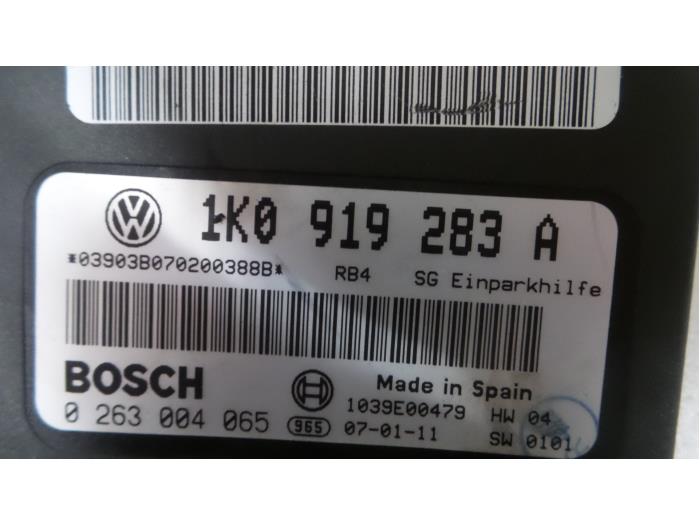 1K0 919 283 A
*03903B070200388B* RB4 SG Einparkhilfe
BOSCH Made in Spain
1039E00479 HW 04
0 263 004 065 965 07-01-11 SW 0101